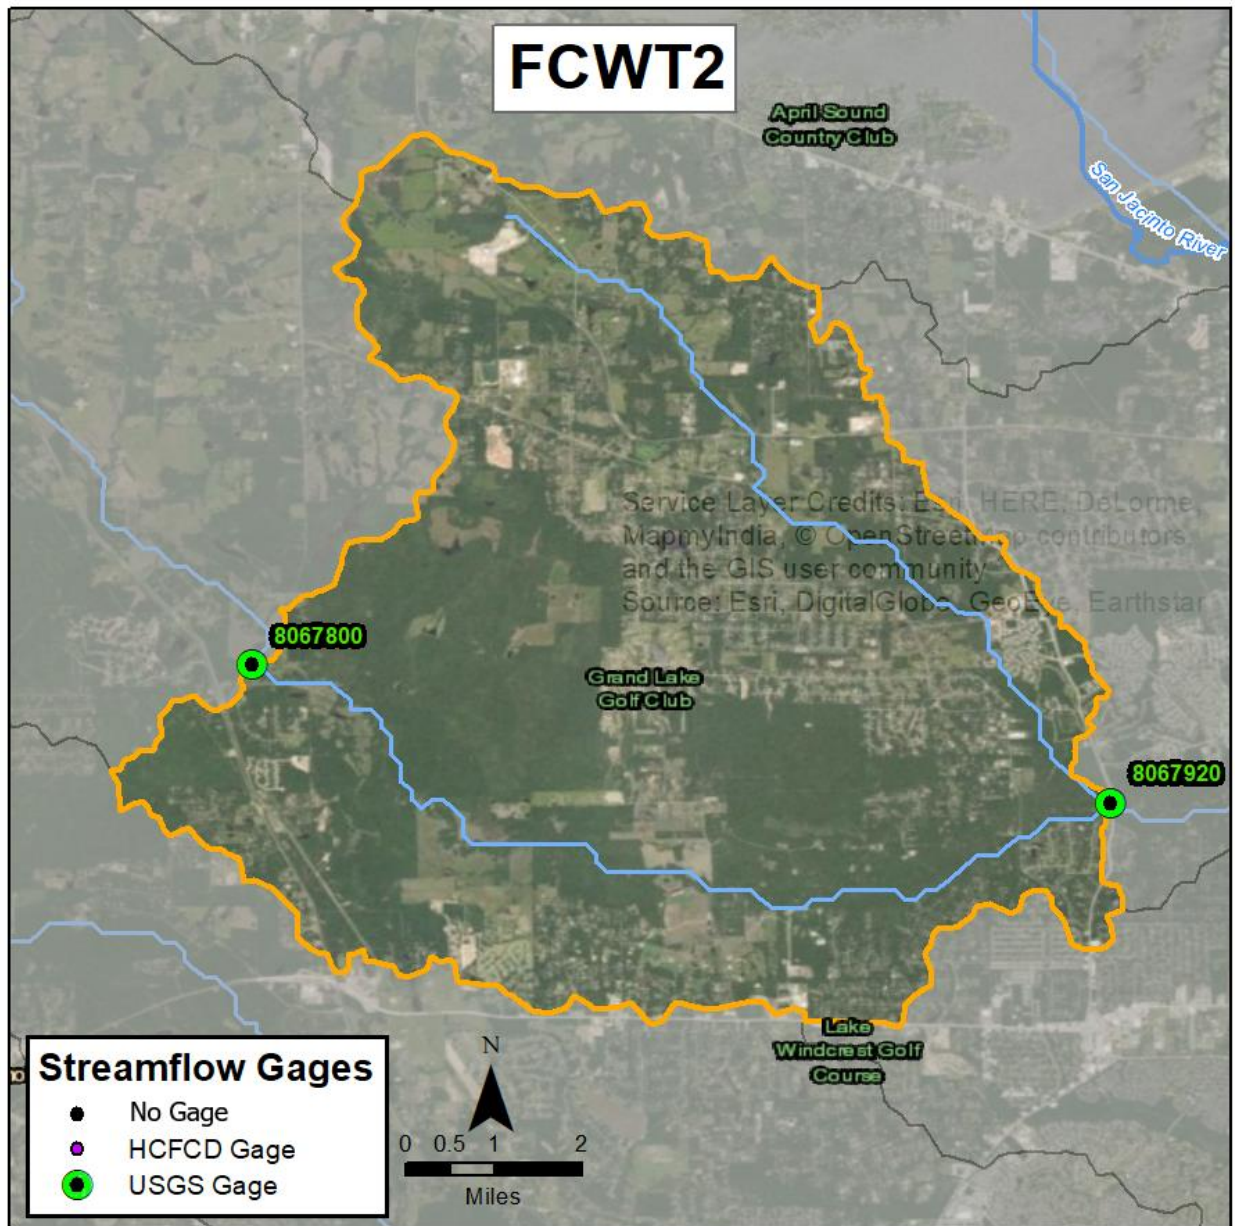 FCWT2
April Sound
Country Club
San Jacinto River
Service Layer Credits: Esri, HERE, DeLorme,
MapmyIndia, © OpenStreetMap contributors,
and the GIS user community
Source: Esri, DigitalGlobe, GeoEye, Earthstar
8067800
Grand Lake
Golf Club
8067920
Lake
Windcrest Golf
Course
Streamflow Gages
No Gage
HCFCD Gage
USGS Gage
N
0 0.5 1 2
Miles